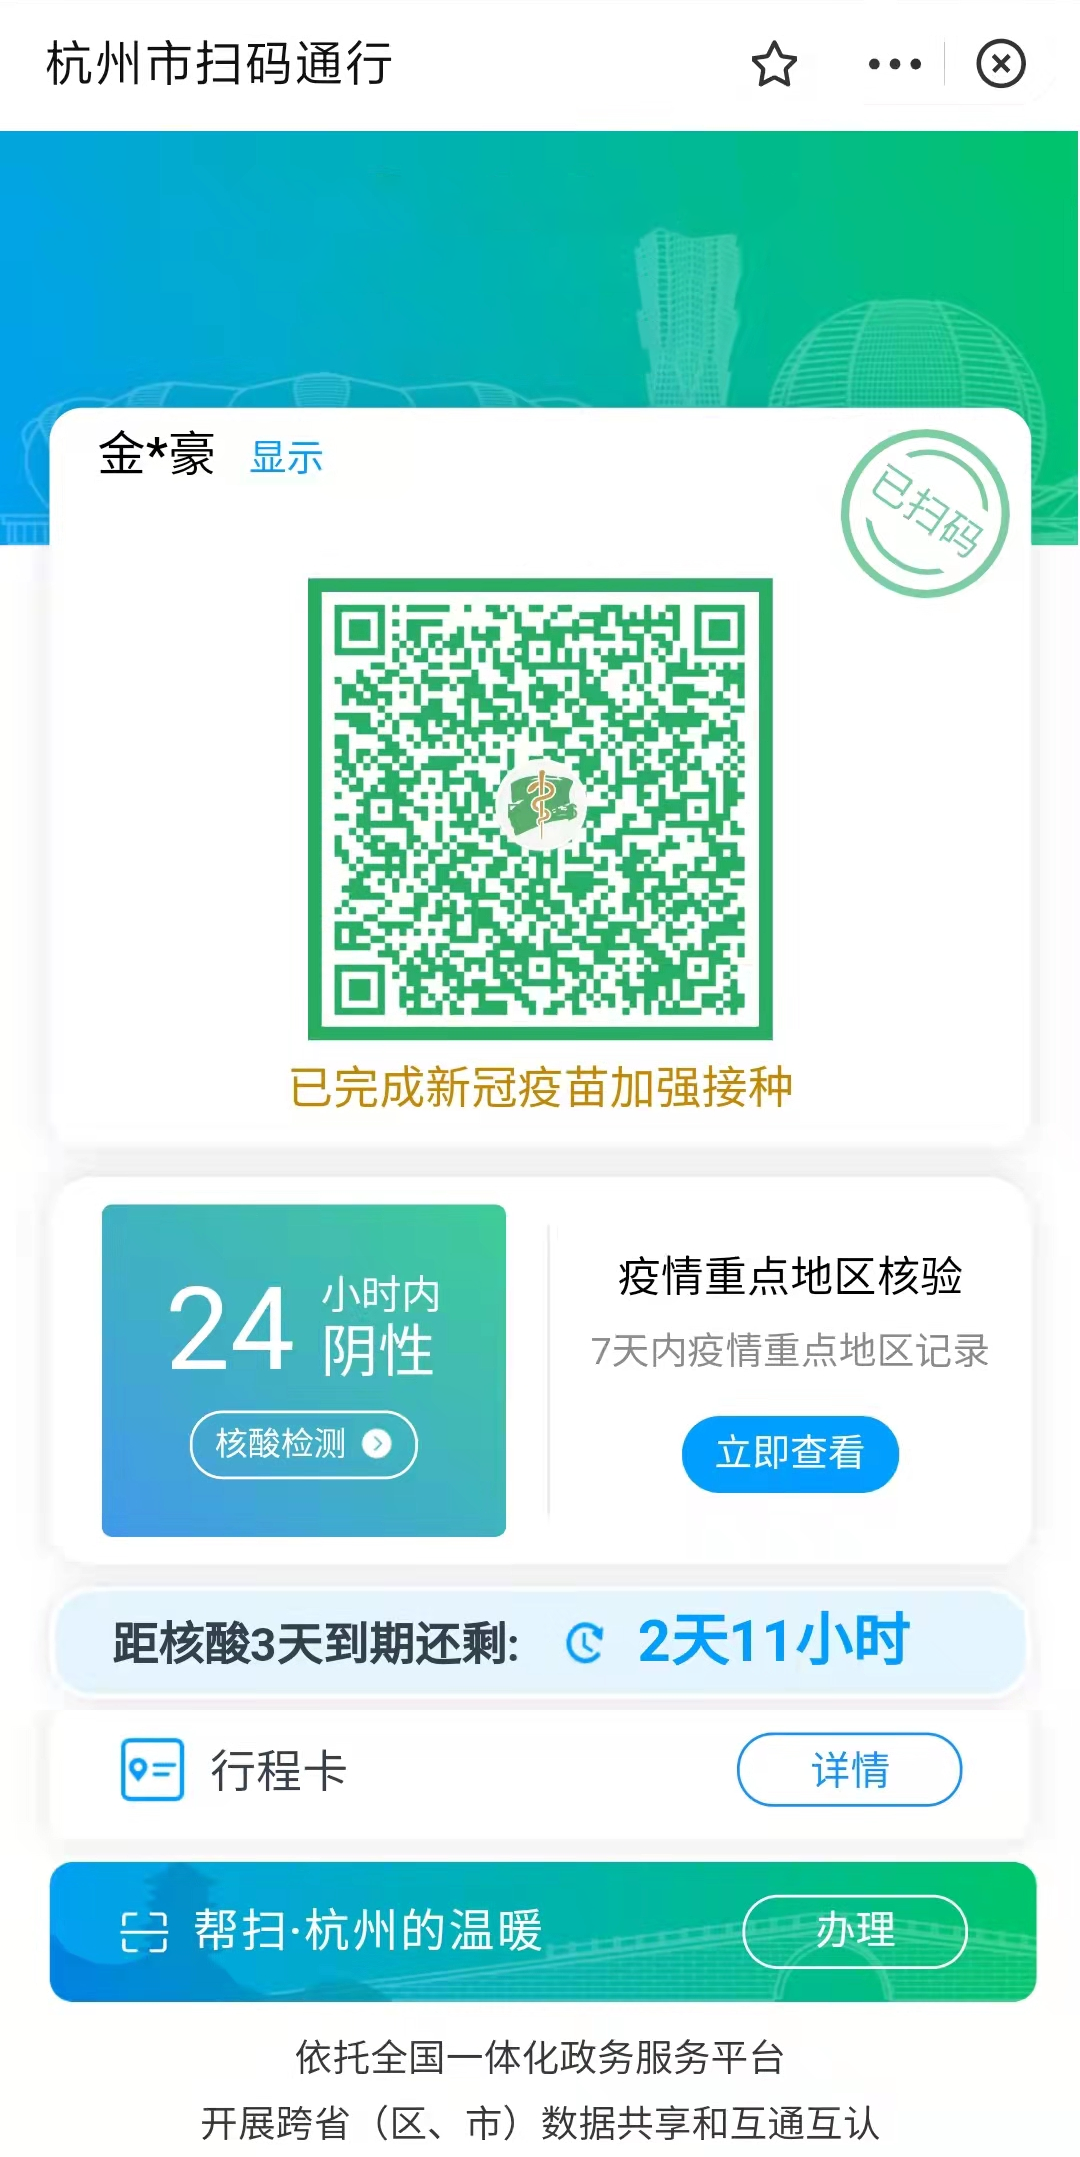 杭州市扫码通行
金*豪 显示
已扫码
已完成新冠疫苗加强接种
24 小时内
阴性
核酸检测
疫情重点地区核验
7天内疫情重点地区记录
立即查看
距核酸3天到期还剩: 2天11小时
行程卡 详情
帮扫·杭州的温暖 办理
依托全国一体化政务服务平台
开展跨省（区、市）数据共享和互通互认